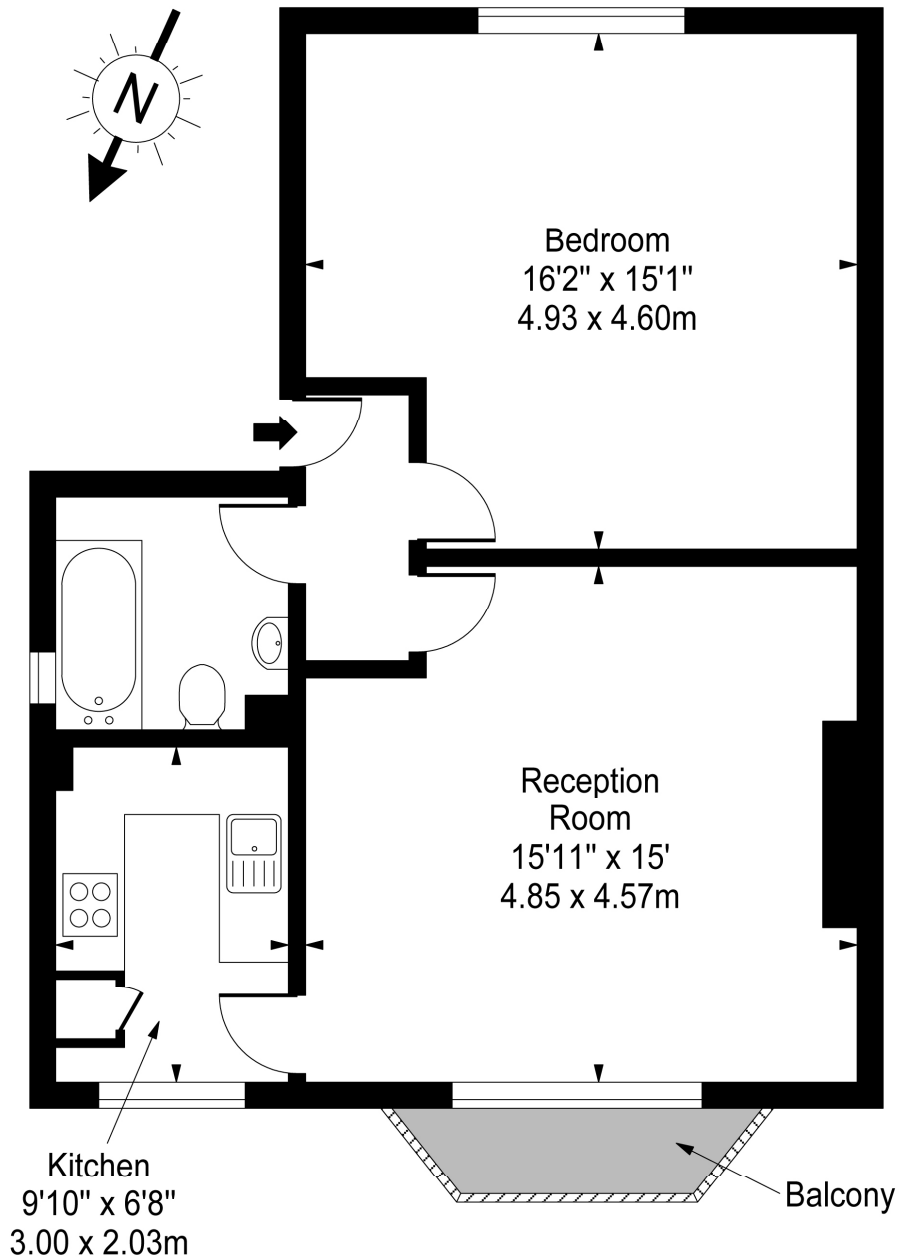 N
Bedroom
16'2" x 15'1"
4.93 x 4.60m
Reception
Room
15'11" x 15'
4.85 x 4.57m
Kitchen
9'10" x 6'8"
3.00 x 2.03m
Balcony